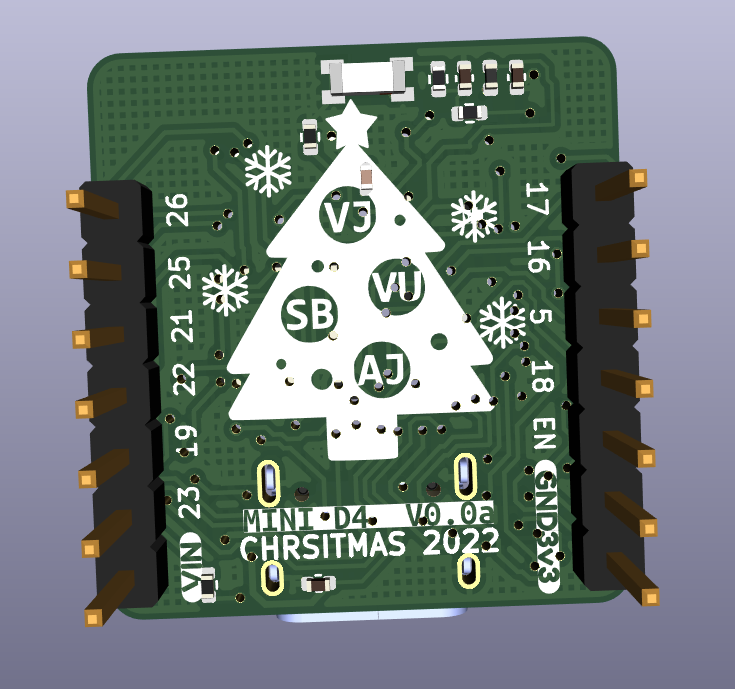 26
25
21
22
19
23
VIN
VJ
VU
SB
AJ
17
16
5
18
EN
GND
3V3
MINI D4 V0.0a
CHRSITMAS 2022